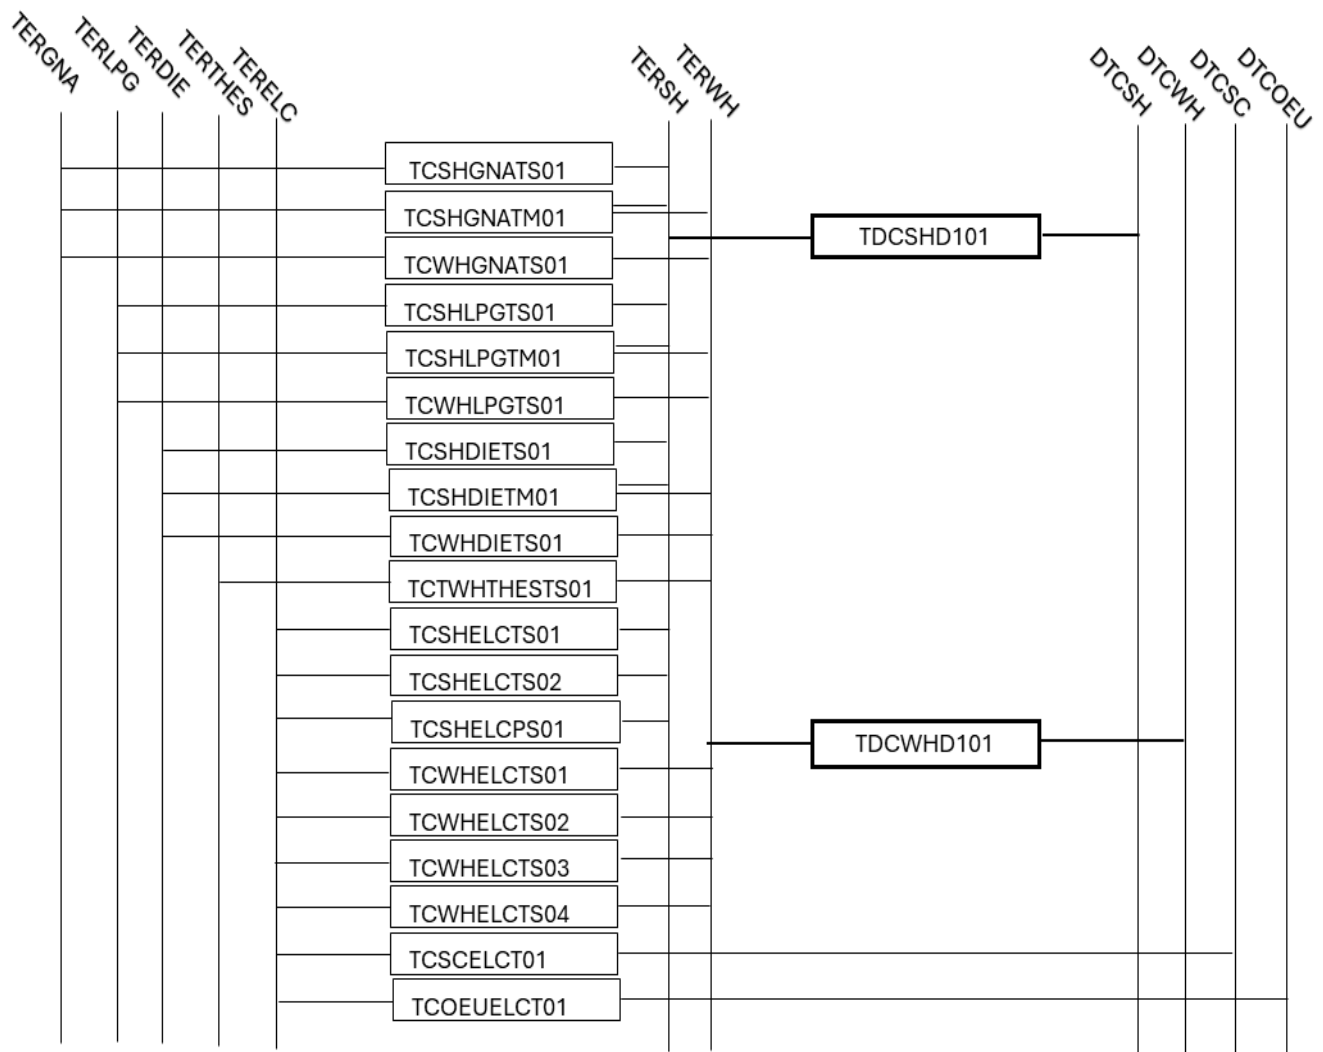 TERGNA
TERLPG
TERDIE
TERTHES
TERELC
TERSH
TERWH
DTCSH
DTCWH
DTCSC
DTCOEU
TCSHGNATS01
TCSHGNATM01
TDCSHD101
TCWHGNATS01
TCSHLPGTS01
TCSHLPGTM01
TCWHLPGTS01
TCSHDIETS01
TCSHDIETM01
TCWHDIETS01
TCTWHTHESTS01
TCSHELCTS01
TCSHELCTS02
TCSHELCPS01
TDCWHD101
TCWHELCTS01
TCWHELCTS02
TCWHELCTS03
TCWHELCTS04
TCSCELCT01
TCOEUELCT01